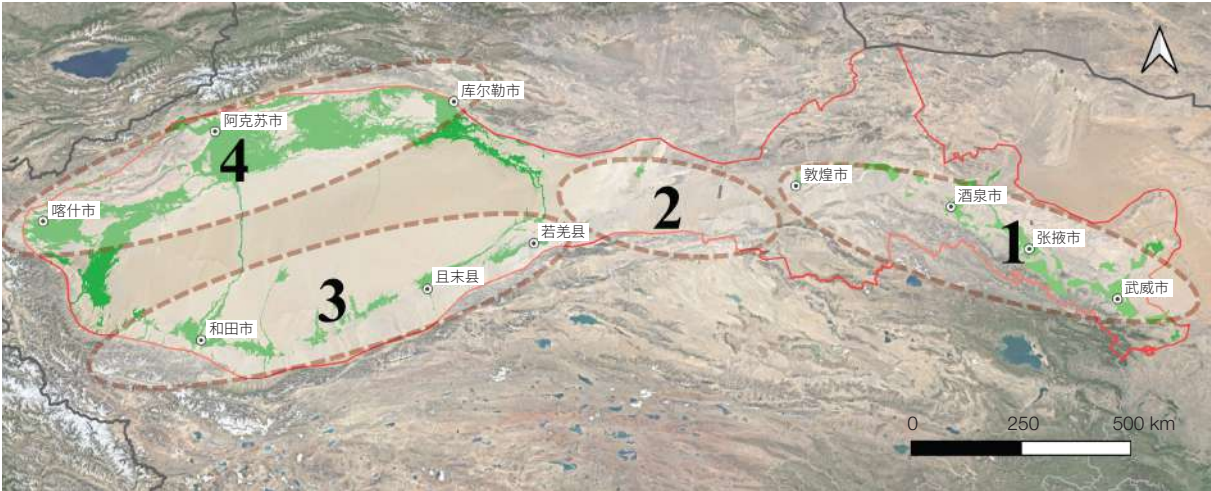 库尔勒市
阿克苏市
4
敦煌市
2
酒泉市
喀什市
若羌县
张掖市
1
且末县
3
武威市
和田市
0 250 500 km